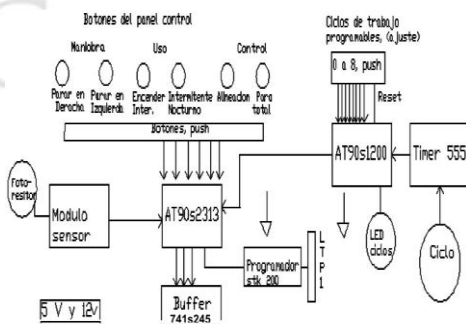 Botones del panel control
Ciclos de trabajo
programables, (ajuste)
Maniobra
Uso
Control
0 a 8, push
Parar en
Derecha
Parar en
Izquierda
Encender
Inter.
Intermitente
Nocturno
Alineacion
Para
total
Reset
Botones, push
AT90s1200
Timer 555
Foto-
resistor
Modulo
sensor
AT90s2313
LED
ciclos
Ciclo
Programador
stk 200
L
T
P
1
5 V y 12v
Buffer
741s245